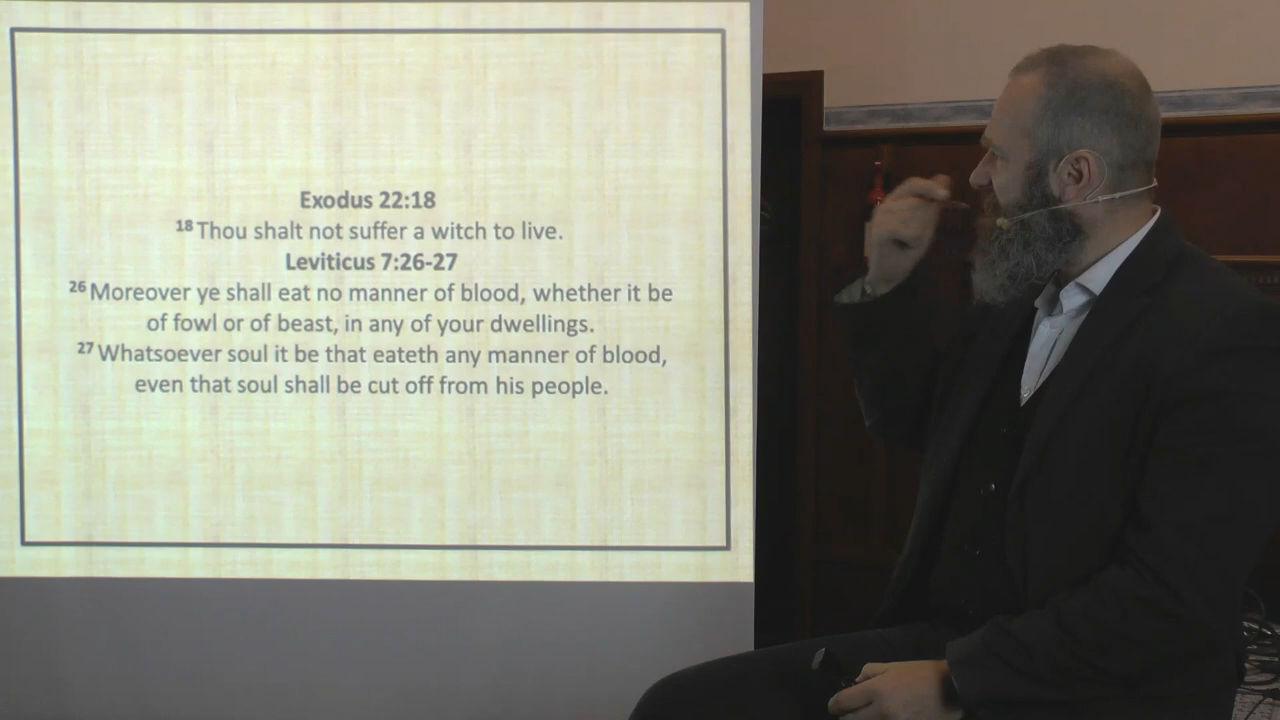 Exodus 22:18
18 Thou shalt not suffer a witch to live.
Leviticus 7:26-27
26 Moreover ye shall eat no manner of blood, whether it be
of fowl or of beast, in any of your dwellings.
27 Whatsoever soul it be that eateth any manner of blood,
even that soul shall be cut off from his people.